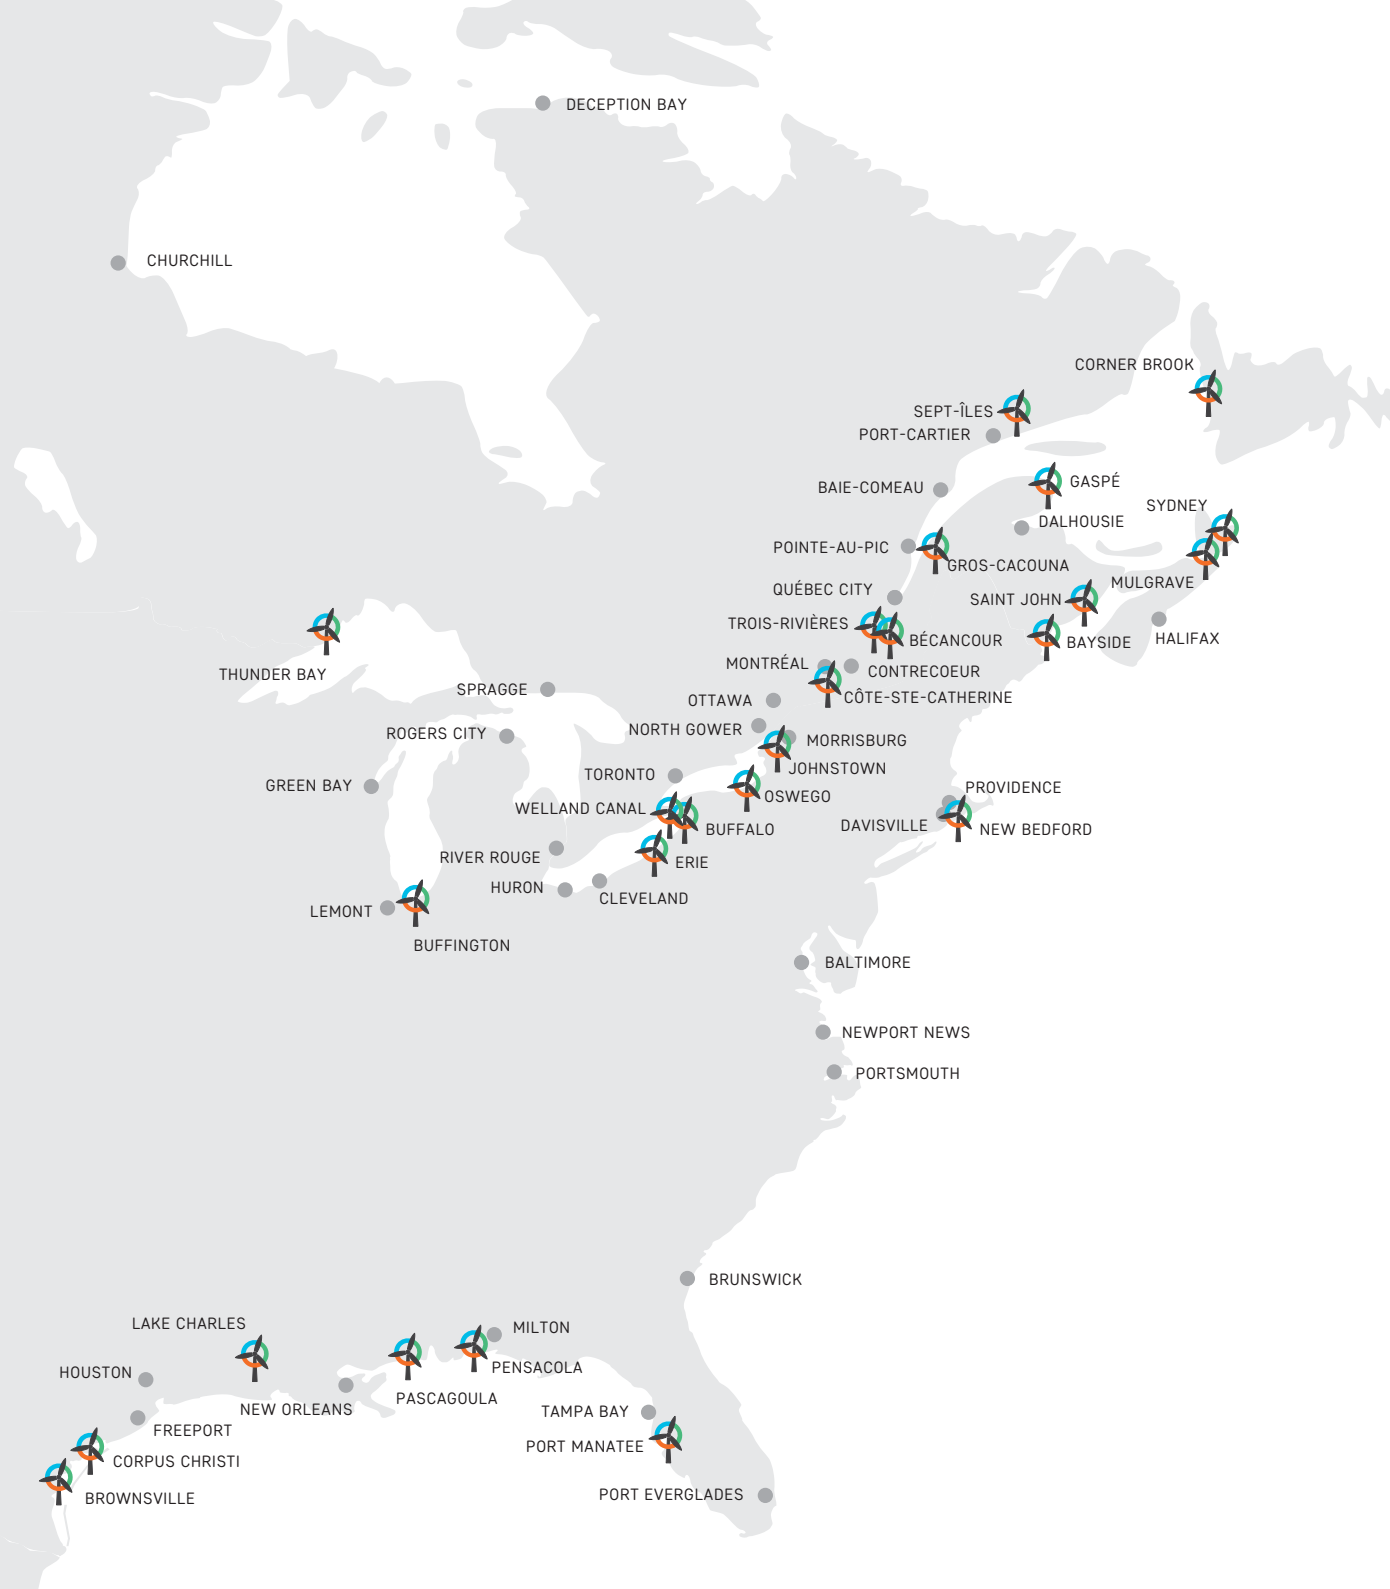 DECEPTION BAY
CHURCHILL
CORNER BROOK
SEPT-ÎLES
PORT-CARTIER
GASPÉ
BAIE-COMEAU
SYDNEY
DALHOUSIE
POINTE-AU-PIC
GROS-CACOUNA
MULGRAVE
QUÉBEC CITY
SAINT JOHN
TROIS-RIVIÈRES
BÉCANCOUR
BAYSIDE
HALIFAX
MONTRÉAL
CONTRECOEUR
THUNDER BAY
SPRAGGE
CÔTE-STE-CATHERINE
OTTAWA
NORTH GOWER
ROGERS CITY
MORRISBURG
JOHNSTOWN
TORONTO
GREEN BAY
PROVIDENCE
OSWEGO
WELLAND CANAL
DAVISVILLE
BUFFALO
NEW BEDFORD
RIVER ROUGE
ERIE
HURON
CLEVELAND
LEMONT
BUFFINGTON
BALTIMORE
NEWPORT NEWS
PORTSMOUTH
BRUNSWICK
LAKE CHARLES
MILTON
PENSACOLA
HOUSTON
PASCAGOULA
NEW ORLEANS
TAMPA BAY
FREEPORT
PORT MANATEE
CORPUS CHRISTI
PORT EVERGLADES
BROWNSVILLE